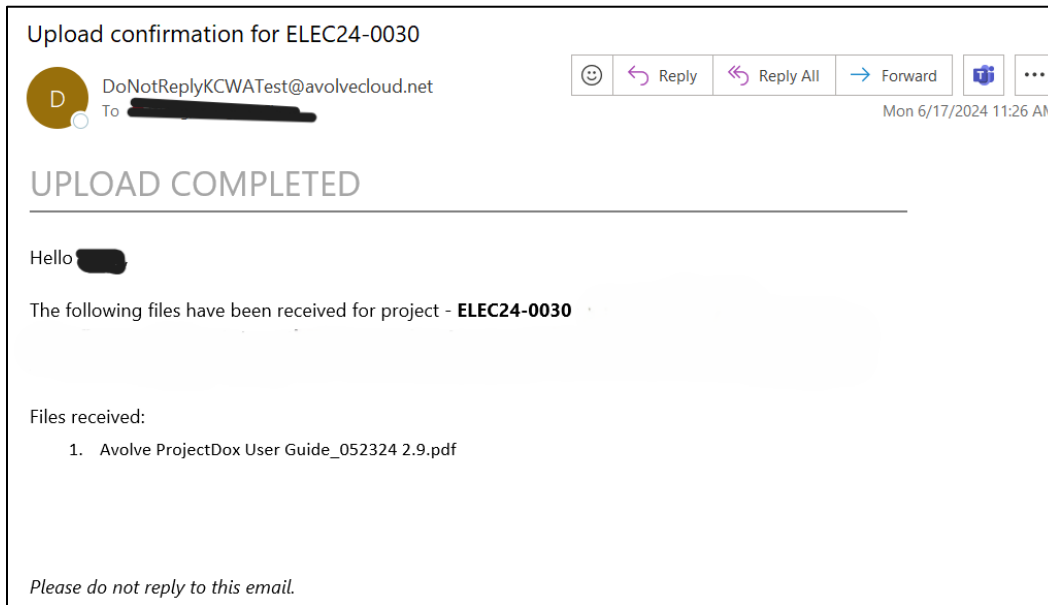 Upload confirmation for ELEC24-0030
D
DoNotReplyKCWATest@avolvecloud.net
To
Reply
Reply All
Forward
Mon 6/17/2024 11:26 AM
UPLOAD COMPLETED
Hello
The following files have been received for project - ELEC24-0030
Files received:
1. Avolve ProjectDox User Guide_052324 2.9.pdf
Please do not reply to this email.